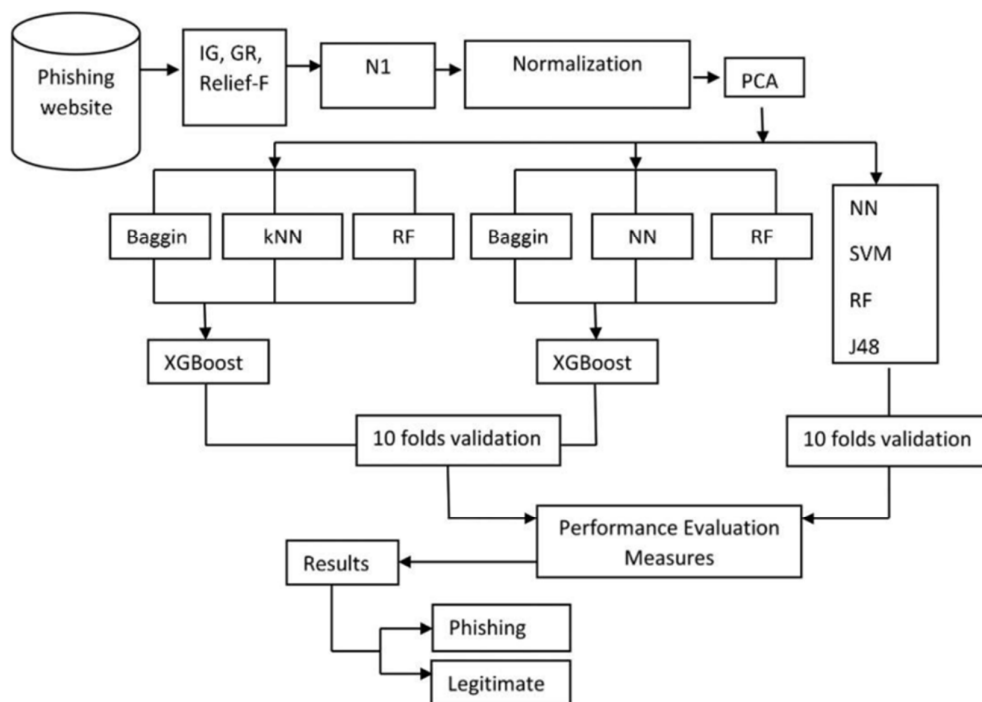 Phishing
website
IG, GR,
Relief-F
N1
Normalization
PCA
Baggin
kNN
RF
Baggin
NN
RF
NN
SVM
RF
J48
XGBoost
XGBoost
10 folds validation
10 folds validation
Performance Evaluation
Measures
Results
Phishing
Legitimate